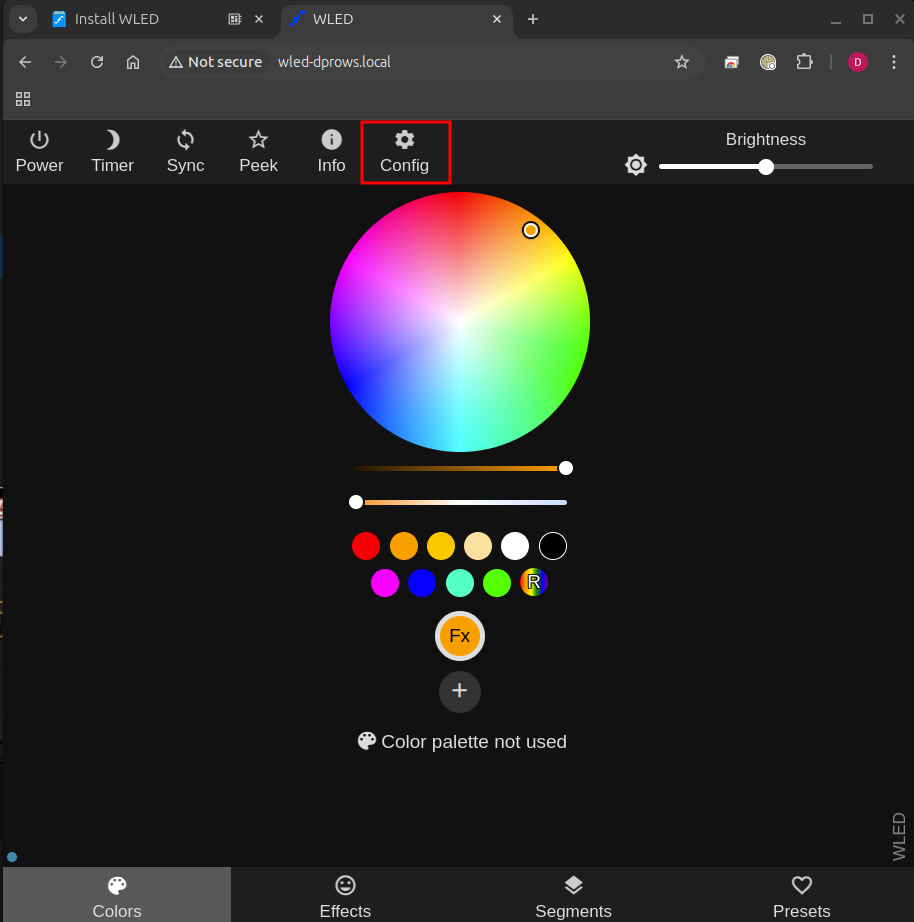 Install WLED
WLED
Not secure
wled-dprows.local
D
Power
Timer
Sync
Peek
Info
Config
Brightness
R
Fx
+
Color palette not used
WLED
Colors
Effects
Segments
Presets